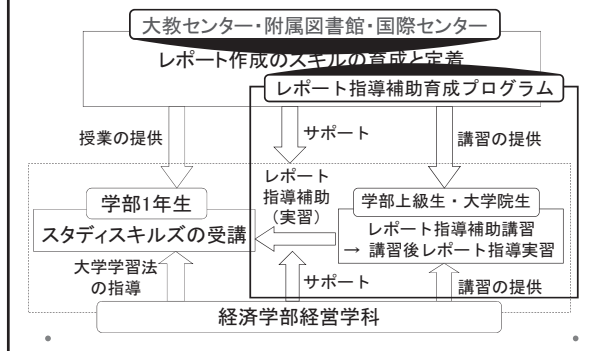 大教センター・附属図書館・国際センター
レポート作成のスキルの育成と定着
レポート指導補助育成プログラム
授業の提供
サポート
講習の提供
レポート
指導補助
（実習）
学部1年生
スタディスキルズの受講
学部上級生・大学院生
レポート指導補助講習
→ 講習後レポート指導実習
大学学習法
の指導
サポート
講習の提供
経済学部経営学科